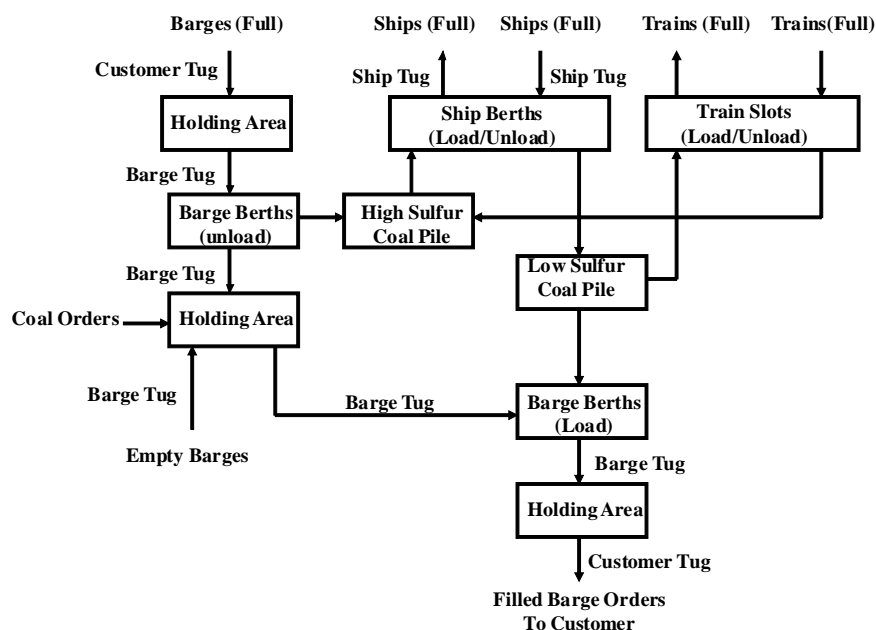 Barges (Full)
Ships (Full)
Ships (Full)
Trains (Full)
Trains(Full)
Customer Tug
Ship Tug
Ship Tug
Holding Area
Ship Berths
(Load/Unload)
Train Slots
(Load/Unload)
Barge Tug
Barge Berths
(unload)
High Sulfur
Coal Pile
Barge Tug
Low Sulfur
Coal Pile
Coal Orders
Holding Area
Barge Tug
Barge Tug
Barge Berths
(Load)
Empty Barges
Barge Tug
Holding Area
Customer Tug
Filled Barge Orders
To Customer